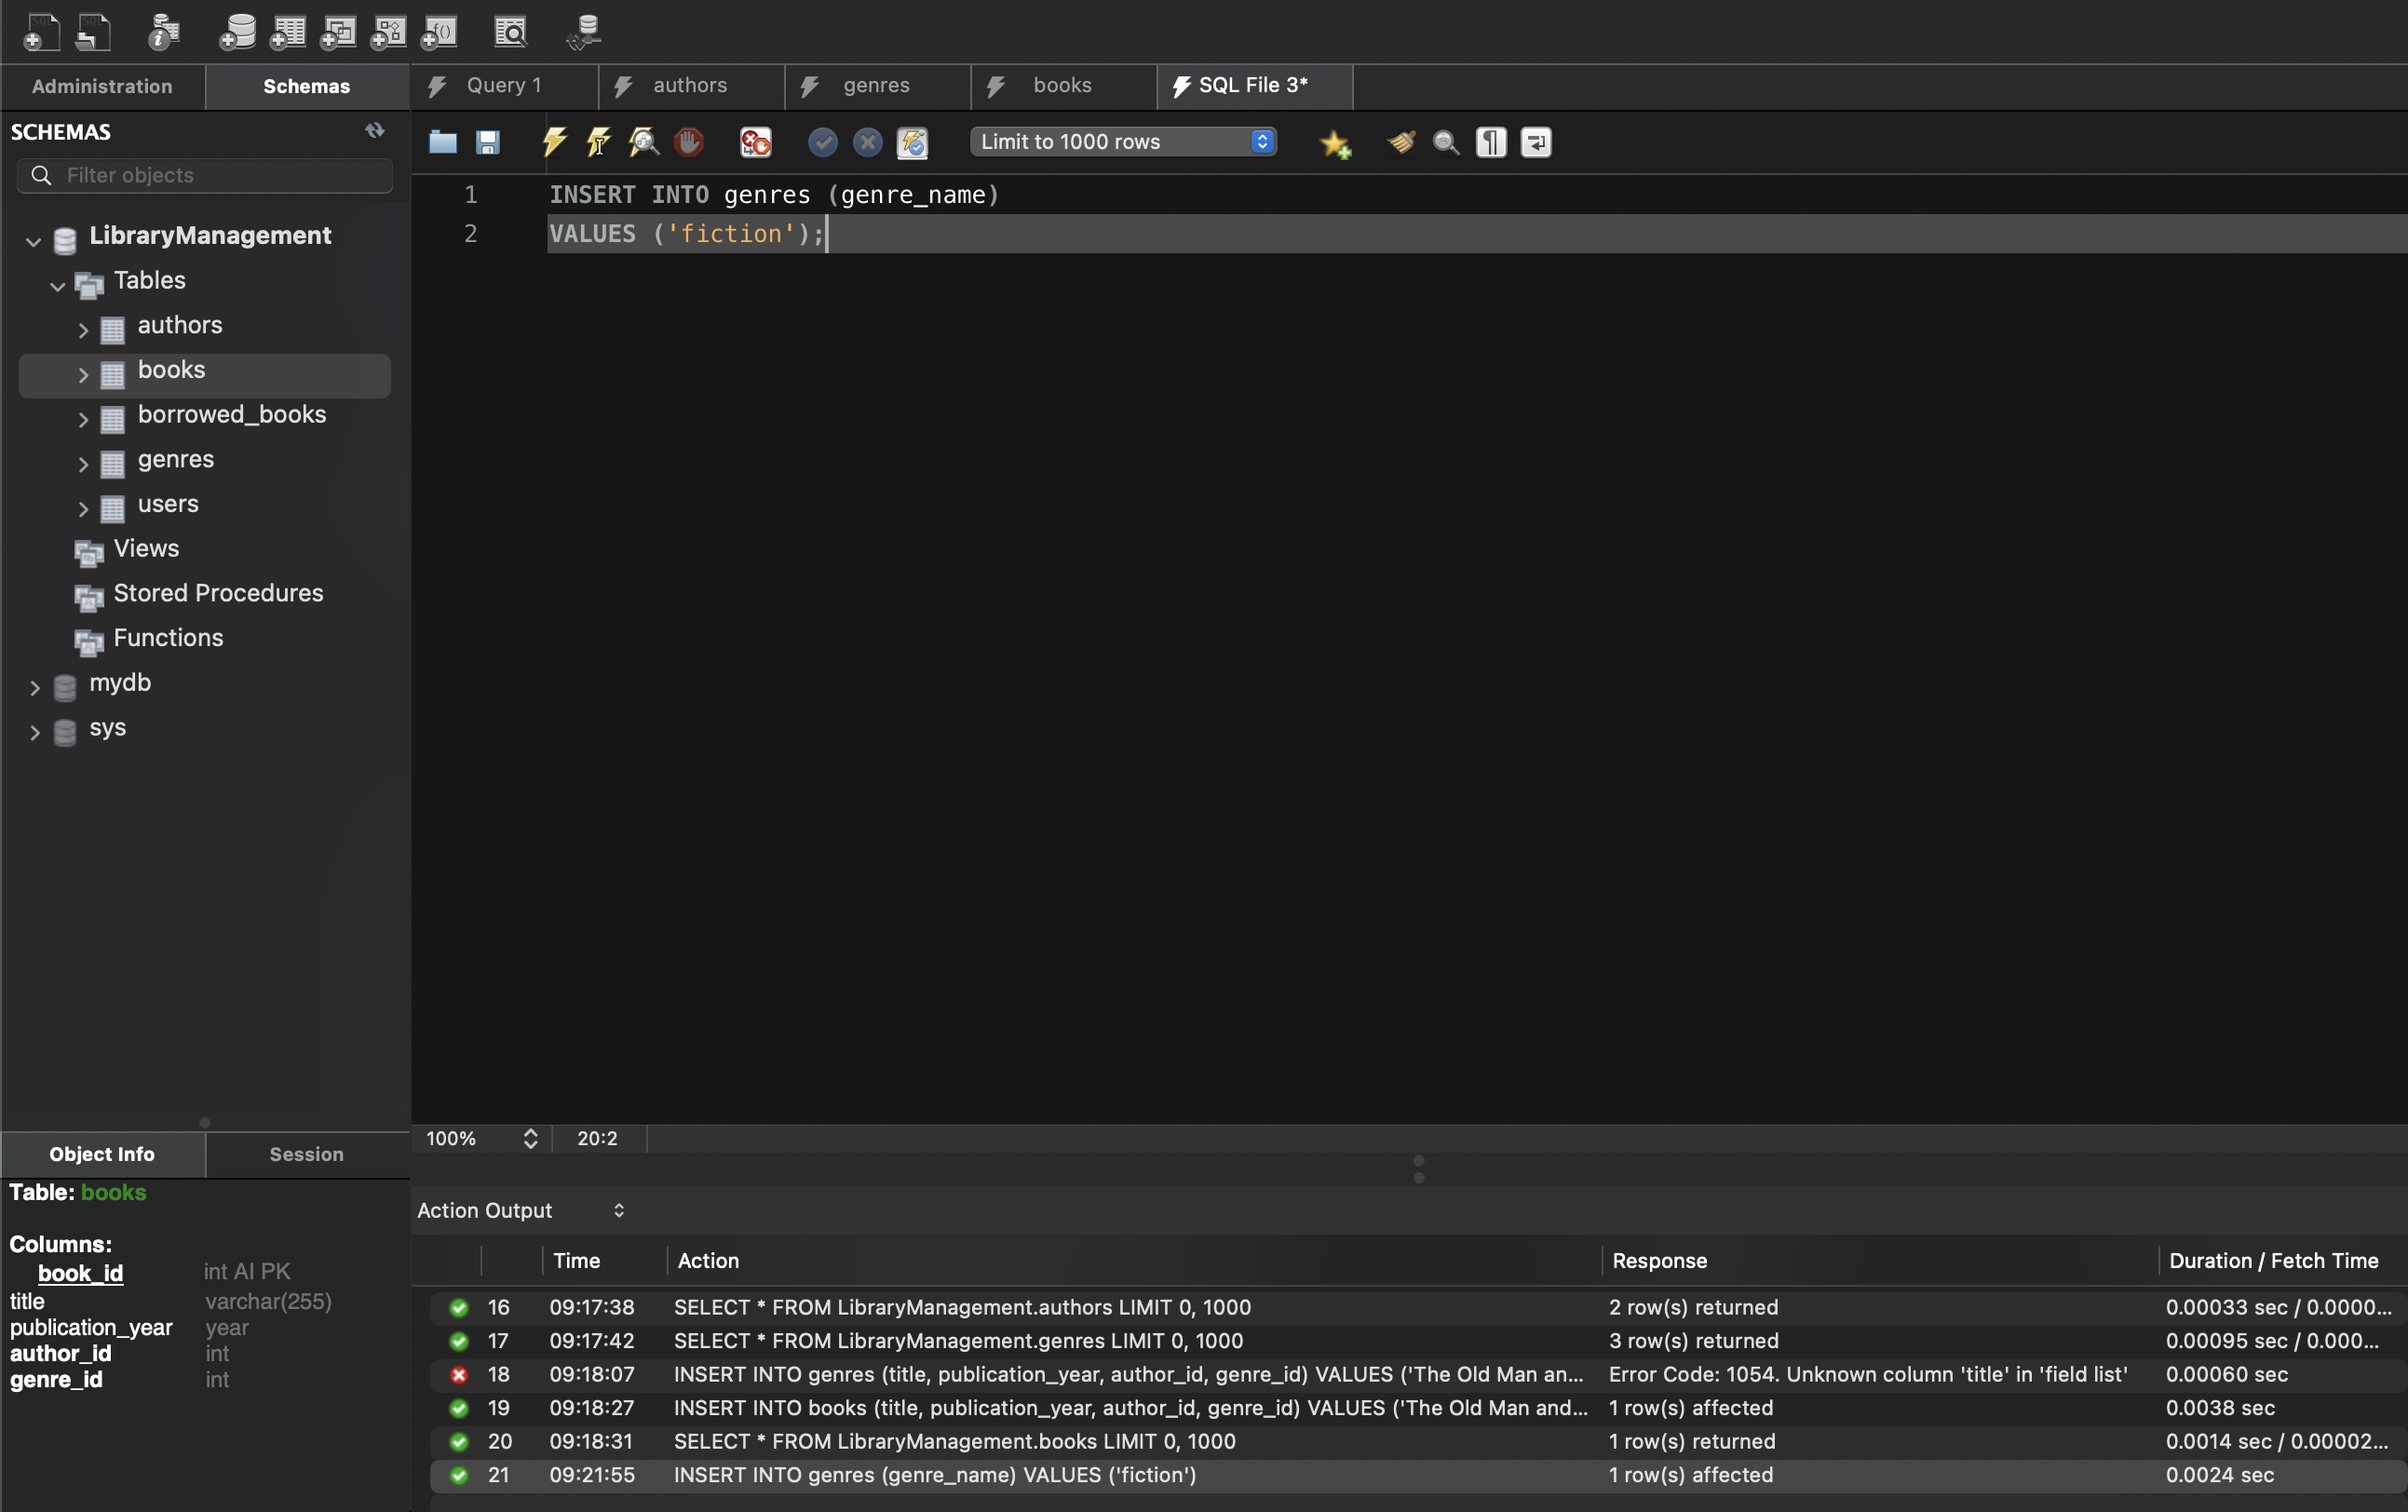 Administration
Schemas
Query 1
authors
genres
books
SQL File 3*
SCHEMAS
Filter objects
Limit to 1000 rows
1 INSERT INTO genres (genre_name)
2 VALUES ('fiction');
LibraryManagement
Tables
authors
books
borrowed_books
genres
users
Views
Stored Procedures
Functions
mydb
sys
100% 20:2
Object Info
Session
Table: books
Columns:
book_id int AI PK
title varchar(255)
publication_year year
author_id int
genre_id int
Action Output
Time Action Response Duration / Fetch Time
16 09:17:38 SELECT * FROM LibraryManagement.authors LIMIT 0, 1000 2 row(s) returned 0.00033 sec / 0.0000...
17 09:17:42 SELECT * FROM LibraryManagement.genres LIMIT 0, 1000 3 row(s) returned 0.00095 sec / 0.000...
18 09:18:07 INSERT INTO genres (title, publication_year, author_id, genre_id) VALUES ('The Old Man an... Error Code: 1054. Unknown column 'title' in 'field list' 0.00060 sec
19 09:18:27 INSERT INTO books (title, publication_year, author_id, genre_id) VALUES ('The Old Man and... 1 row(s) affected 0.0038 sec
20 09:18:31 SELECT * FROM LibraryManagement.books LIMIT 0, 1000 1 row(s) returned 0.0014 sec / 0.00002...
21 09:21:55 INSERT INTO genres (genre_name) VALUES ('fiction') 1 row(s) affected 0.0024 sec